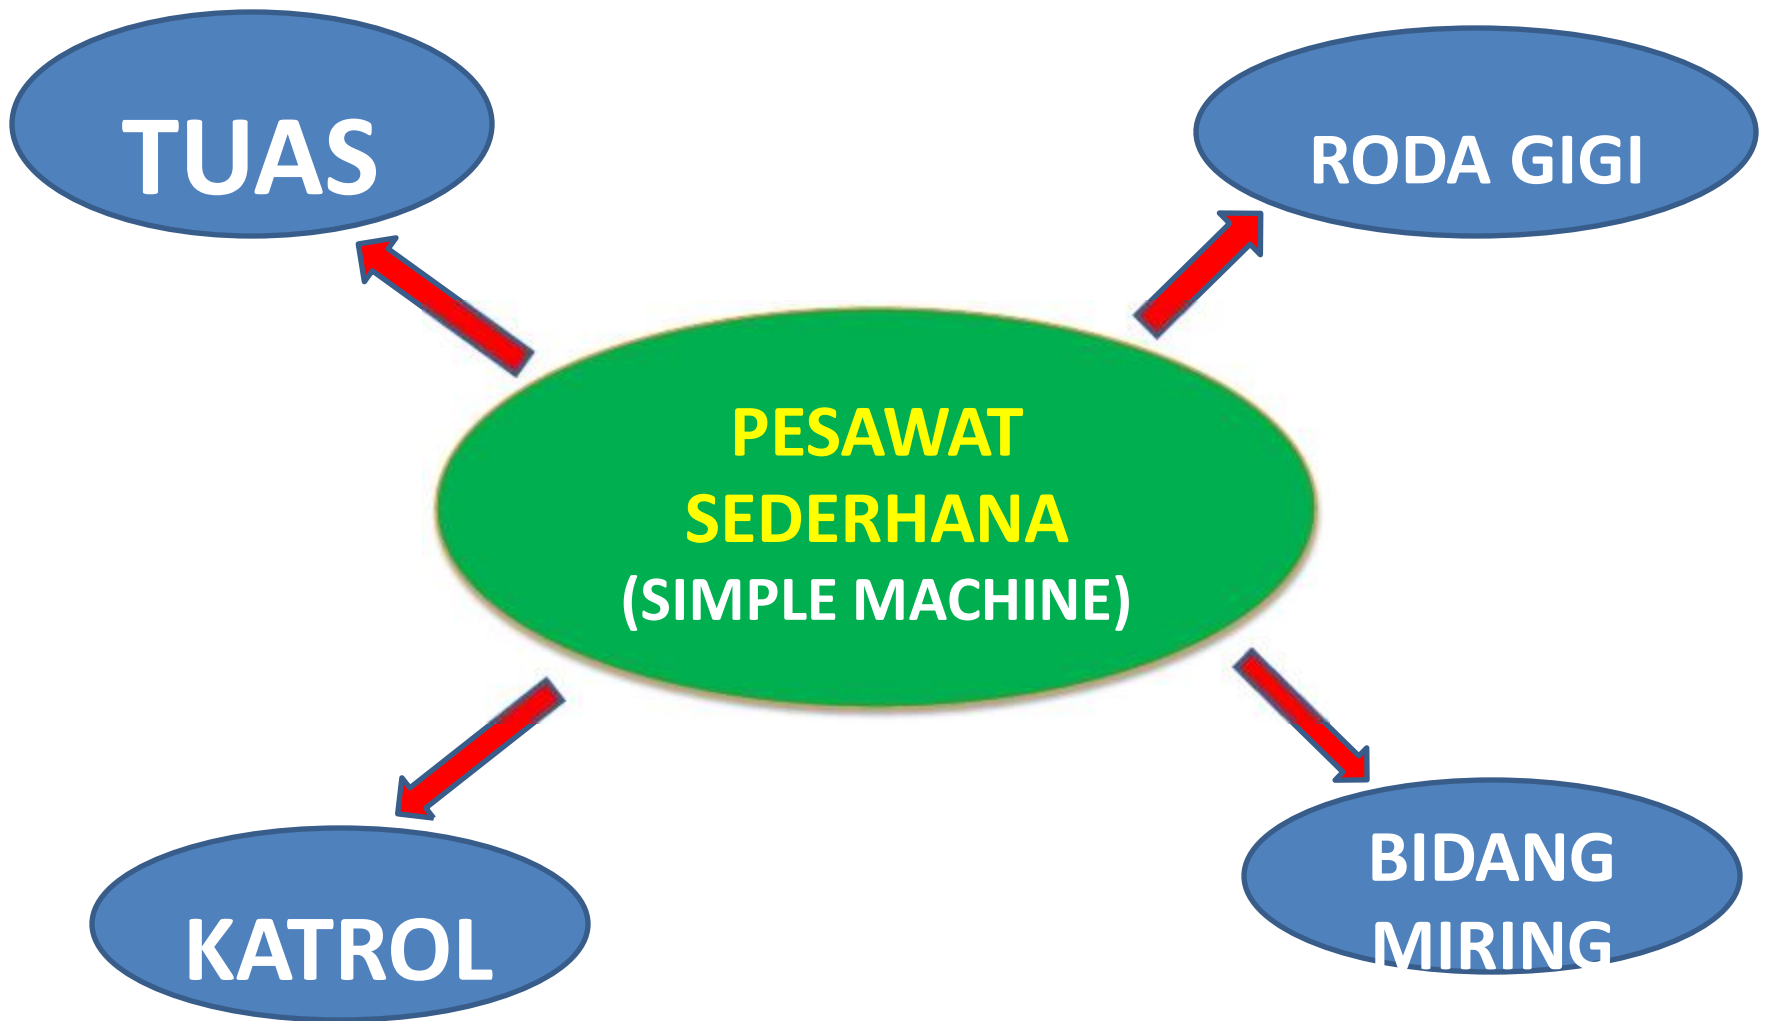 TUAS
RODA GIGI
PESAWAT
SEDERHANA
(SIMPLE MACHINE)
KATROL
BIDANG
MIRING